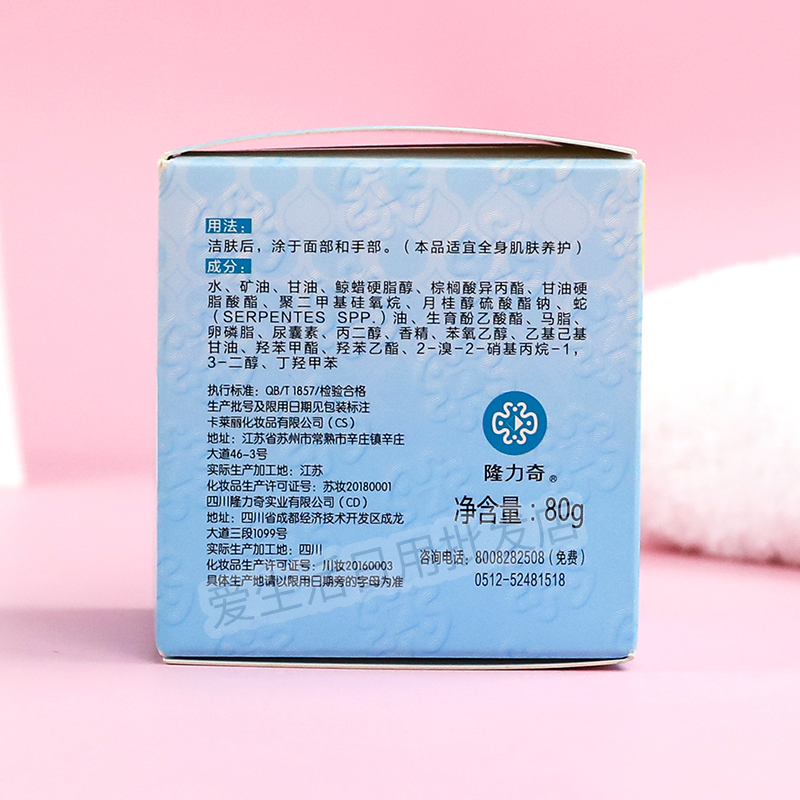 用法：
洁肤后，涂于面部和手部。（本品适宜全身肌肤养护）
成分：
水、矿油、甘油、鲸蜡硬脂醇、棕榈酸异丙酯、甘油硬
脂酸酯、聚二甲基硅氧烷、月桂醇硫酸酯钠、蛇
（SERPENTES SPP.）油、生育酚乙酸酯、马脂、
卵磷脂、尿囊素、丙二醇、香精、苯氧乙醇、乙基己基
甘油、羟苯甲酯、羟苯乙酯、2-溴-2-硝基丙烷-1，
3-二醇、丁羟甲苯
执行标准：QB/T 1857/检验合格
生产批号及限用日期见包装标注
卡莱丽化妆品有限公司（CS）
地址：江苏省苏州市常熟市辛庄镇辛庄
大道46-3号
实际生产加工地：江苏
化妆品生产许可证号：苏妆20180001
四川隆力奇实业有限公司（CD）
地址：四川省成都经济技术开发区成龙
大道三段1099号
实际生产加工地：四川
化妆品生产许可证号：川妆20160003
具体生产地请以限用日期旁的字母为准
隆力奇®
净含量：80g
咨询电话：8008282508（免费）
0512-52481518
爱生活日用批发店